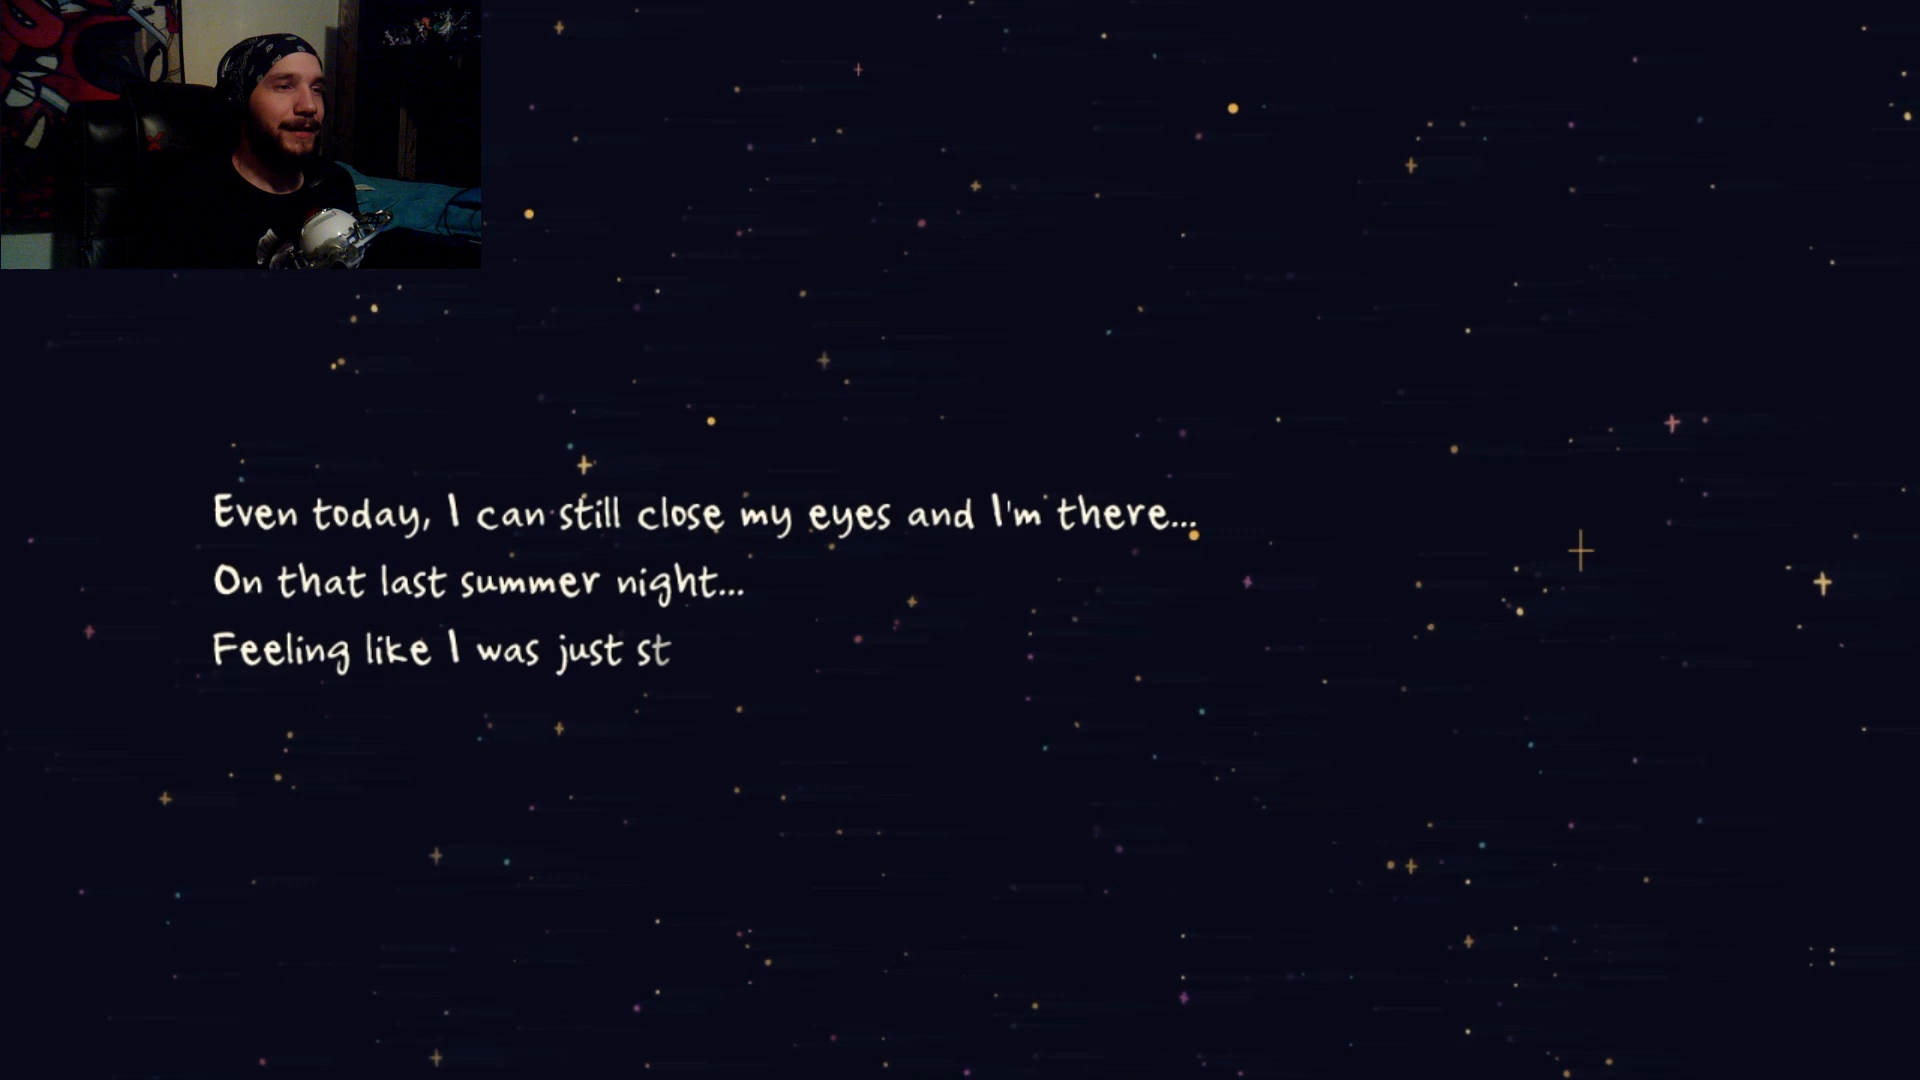 Even today, I can still close my eyes and I'm there...
On that last summer night...
Feeling like I was just st